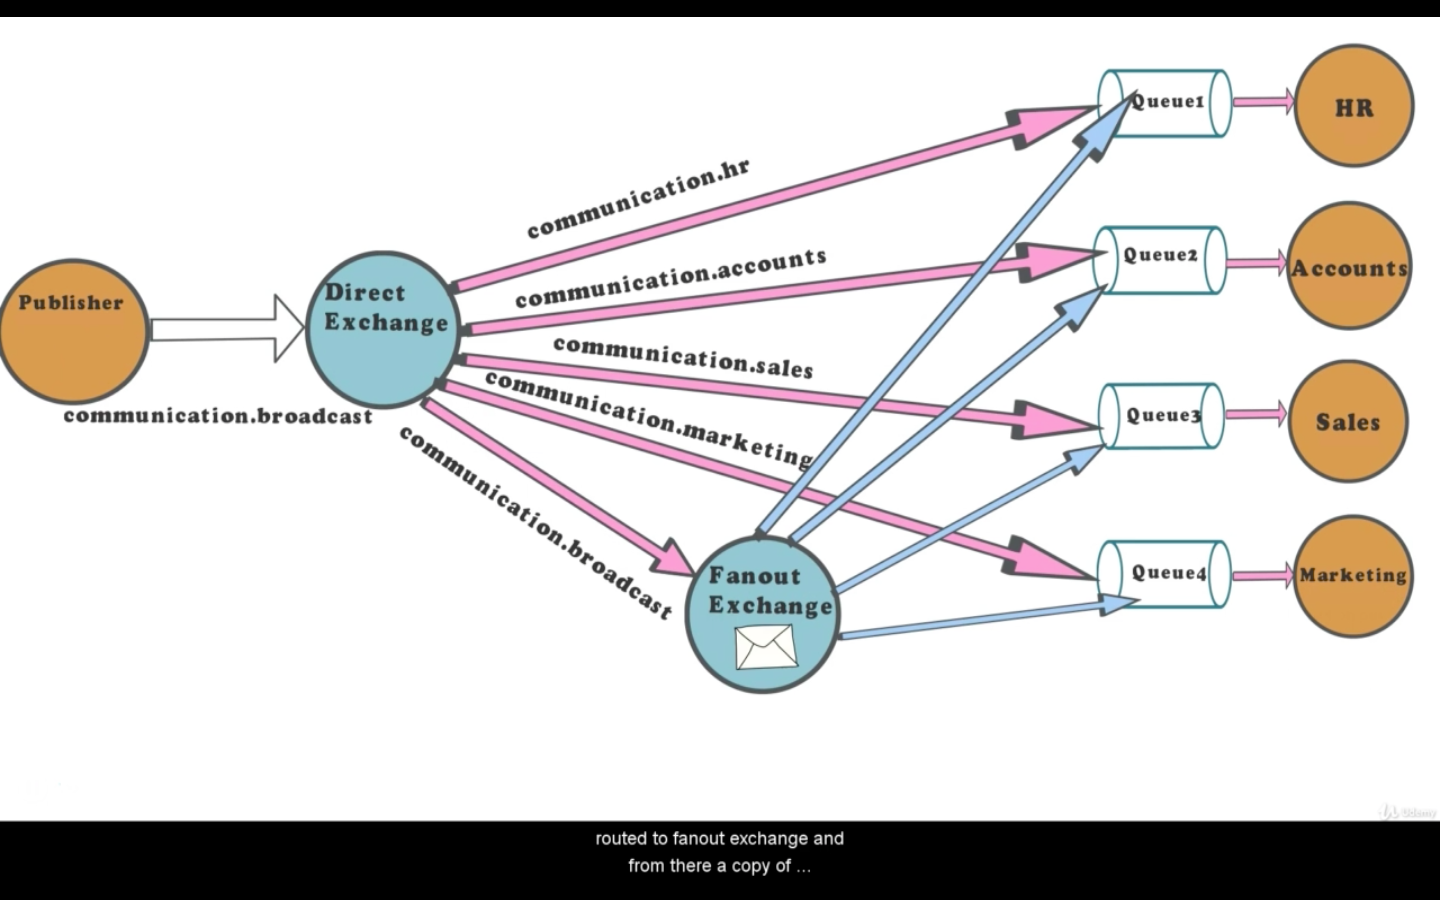 communication.hr
Queue1
HR
communication.accounts
Queue2
Accounts
Publisher
Direct
Exchange
communication.sales
communication.broadcast
communication.marketing
Queue3
Sales
communication.broadcast
Fanout
Exchange
Queue4
Marketing
Udemy
routed to fanout exchange and
from there a copy of ...